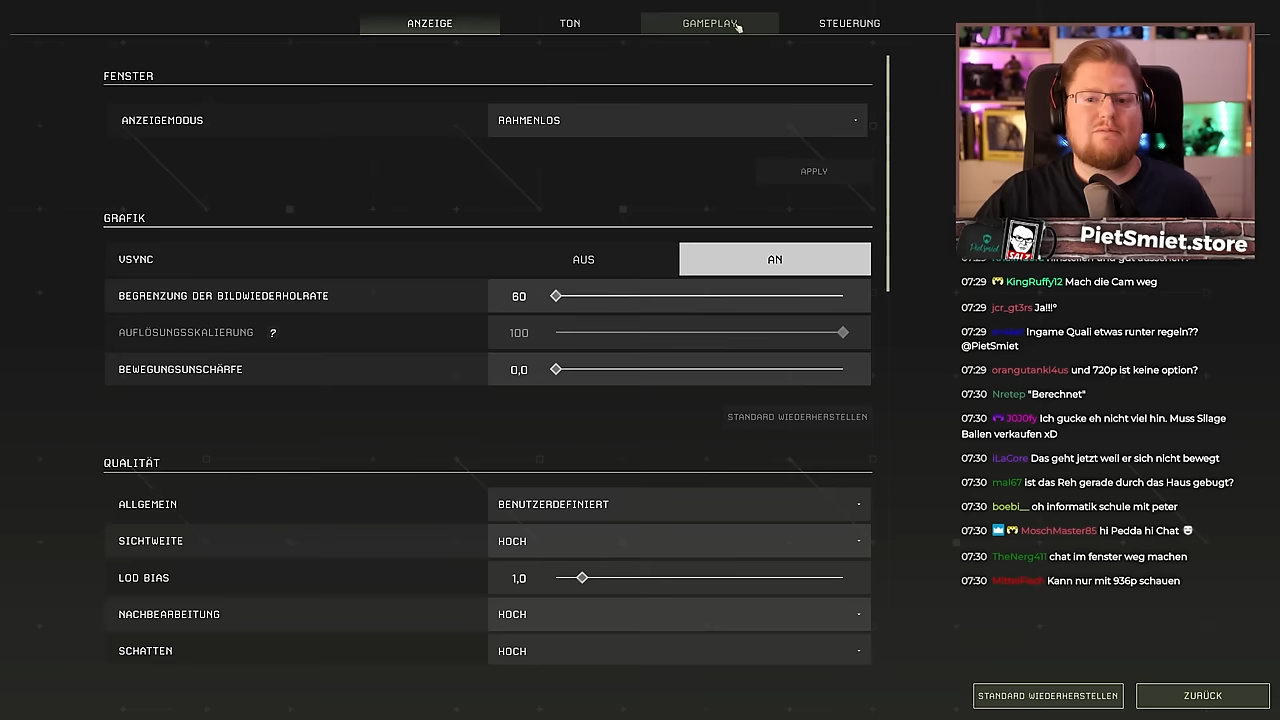 ANZEIGE
TON
GAMEPLAY
STEUERUNG
FENSTER
ANZEIGEMODUS
RAHMENLOS
APPLY
GRAFIK
VSYNC
AUS
AN
BEGRENZUNG DER BILDWIEDERHOLRATE
60
AUFLÖSUNGSSKALIERUNG ?
100
BEWEGUNGSUNSCHÄRFE
0,0
STANDARD WIEDERHERSTELLEN
QUALITÄT
ALLGEMEIN
BENUTZERDEFINIERT
SICHTWEITE
HOCH
LOD BIAS
1,0
NACHBEARBEITUNG
HOCH
SCHATTEN
HOCH
PietSmiet
SALZ
PietSmiet.store
07:29 KingRuffy12 Mach die Cam weg
07:29 jcr_gt3rs Ja!!!°
07:29 Ingame Quali etwas runter regeln??
@PietSmiet
07:29 orangutankl4us und 720p ist keine option?
07:30 Nretep "Berechnet"
07:30 J0J0fy Ich gucke eh nicht viel hin. Muss Silage
Ballen verkaufen xD
07:30 iLaCore Das geht jetzt weil er sich nicht bewegt
07:30 mal67 ist das Reh gerade durch das Haus gebugt?
07:30 boebi__ oh informatik schule mit peter
07:30 MoschMaster85 hi Pedda hi Chat
07:30 TheNerg411 chat im fenster weg machen
07:30 Kann nur mit 936p schauen
STANDARD WIEDERHERSTELLEN
ZURÜCK